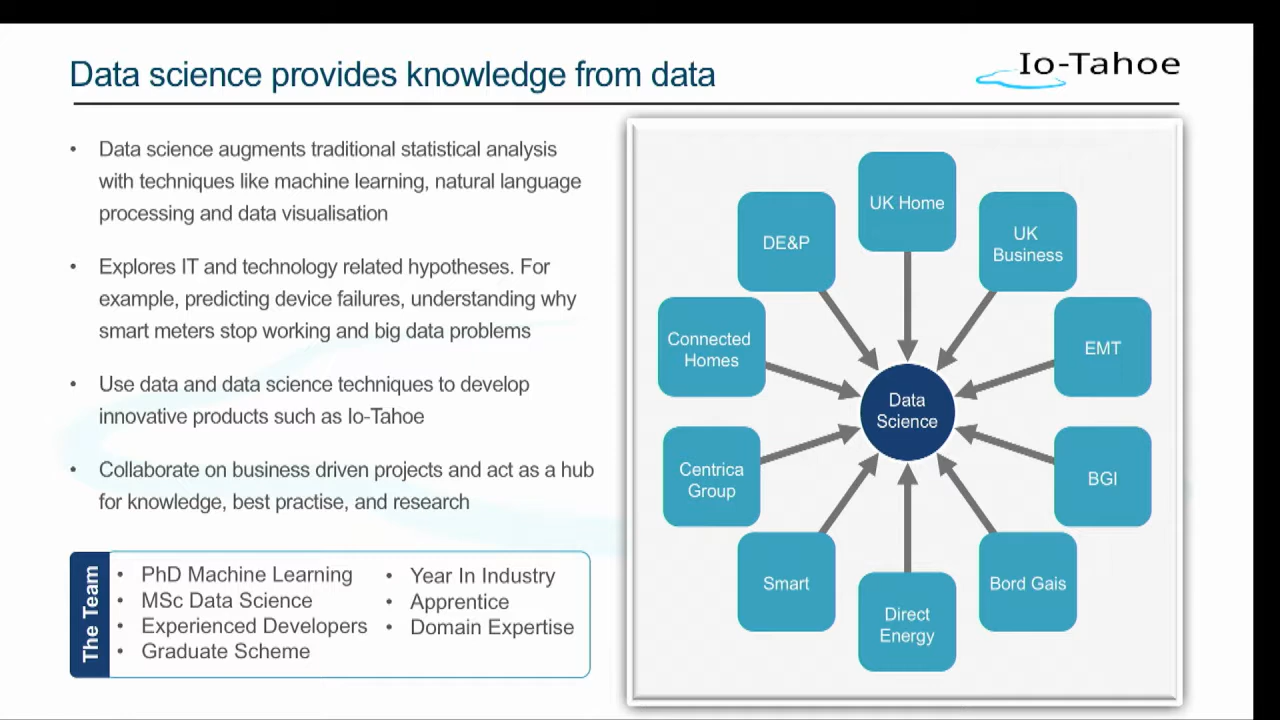 Data science provides knowledge from data
Io-Tahoe
• Data science augments traditional statistical analysis
with techniques like machine learning, natural language
processing and data visualisation
• Explores IT and technology related hypotheses. For
example, predicting device failures, understanding why
smart meters stop working and big data problems
• Use data and data science techniques to develop
innovative products such as Io-Tahoe
• Collaborate on business driven projects and act as a hub
for knowledge, best practise, and research
The Team
• PhD Machine Learning
• MSc Data Science
• Experienced Developers
• Graduate Scheme
• Year In Industry
• Apprentice
• Domain Expertise
UK Home
UK
Business
EMT
BGI
Bord Gais
Direct
Energy
Smart
Centrica
Group
Connected
Homes
DE&P
Data
Science